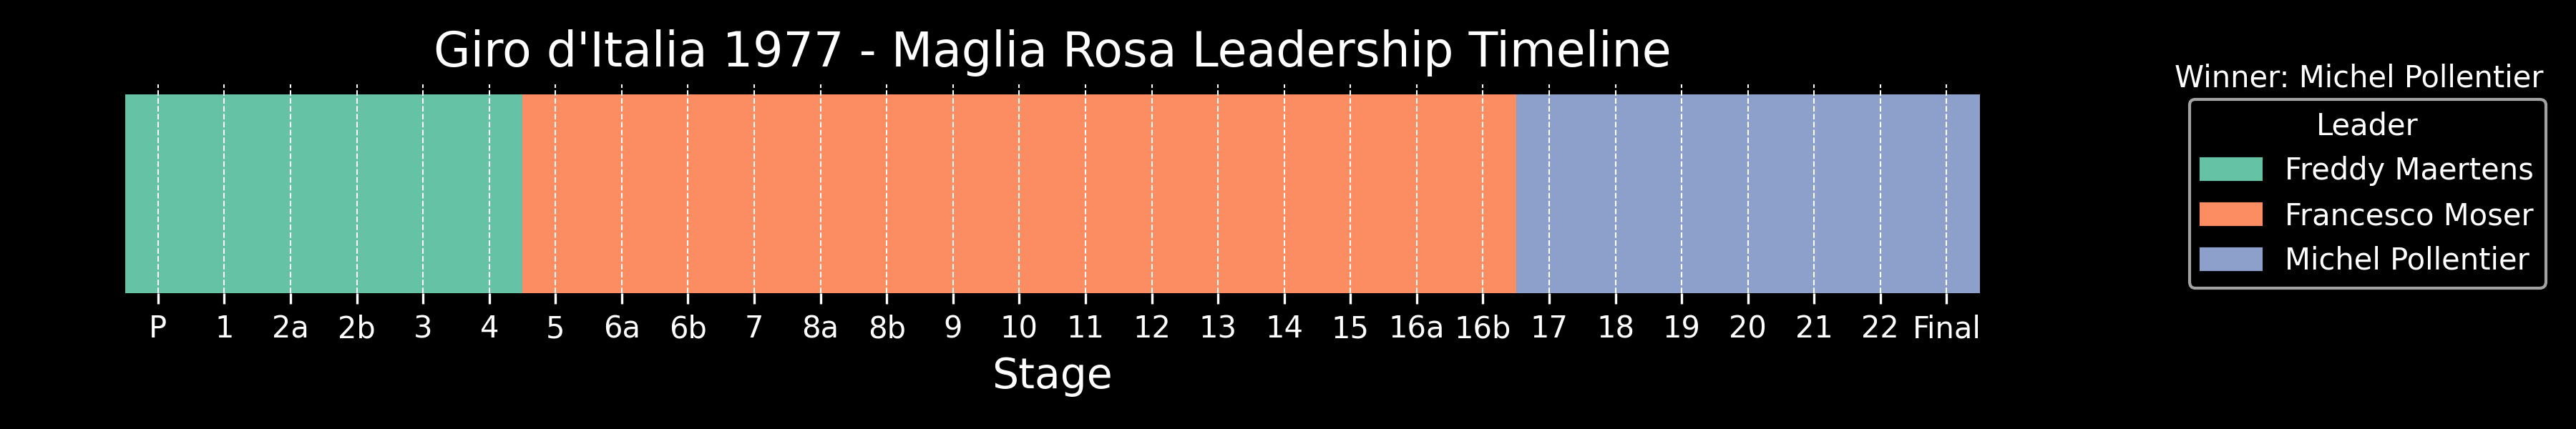 Giro d'Italia 1977 - Maglia Rosa Leadership Timeline
Winner: Michel Pollentier
Leader
Freddy Maertens
Francesco Moser
Michel Pollentier
P 1 2a 2b 3 4 5 6a 6b 7 8a 8b 9 10 11 12 13 14 15 16a 16b 17 18 19 20 21 22 Final
Stage